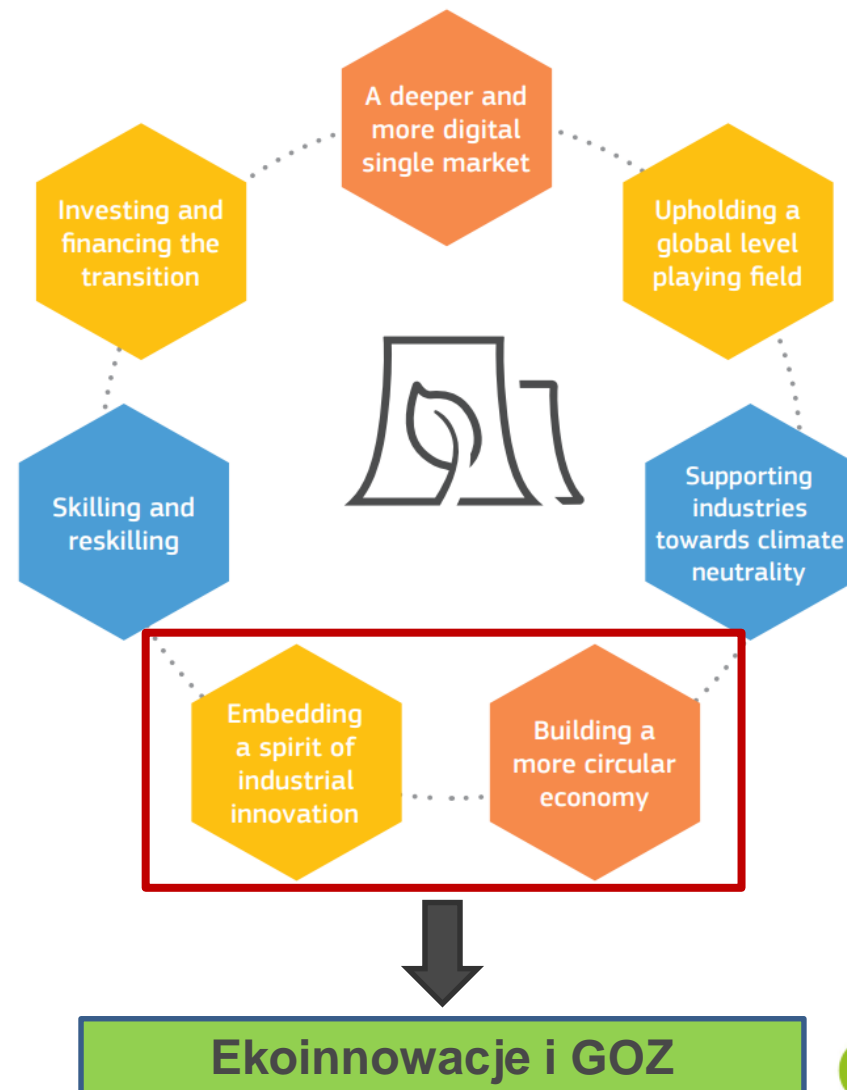 A deeper and
more digital
single market
Investing and
financing the
transition
Upholding a
global level
playing field
Skilling and
reskilling
Supporting
industries
towards climate
neutrality
Embedding
a spirit of
industrial
innovation
Building a
more circular
economy
Ekoinnowacje i GOZ